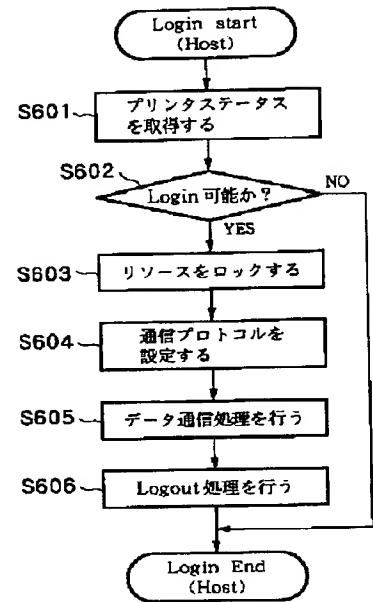 Login start
(Host)
S601
プリンタステータス
を取得する
S602
Login 可能か?
NO
YES
S603
リソースをロックする
S604
通信プロトコルを
設定する
S605
データ通信処理を行う
S606
Logout 処理を行う
Login End
(Host)